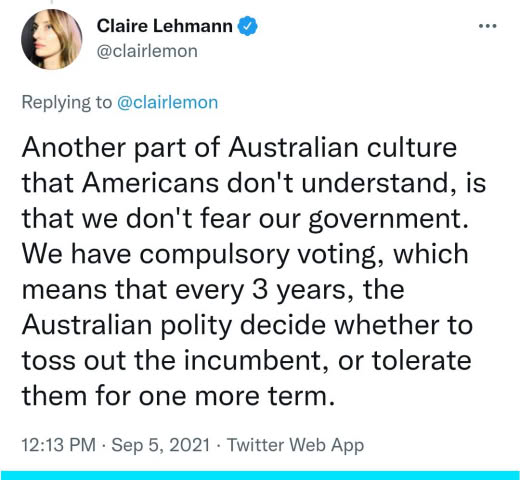 Claire Lehmann
@clairlemon
Replying to @clairlemon
Another part of Australian culture
that Americans don't understand, is
that we don't fear our government.
We have compulsory voting, which
means that every 3 years, the
Australian polity decide whether to
toss out the incumbent, or tolerate
them for one more term.
12:13 PM · Sep 5, 2021 · Twitter Web App